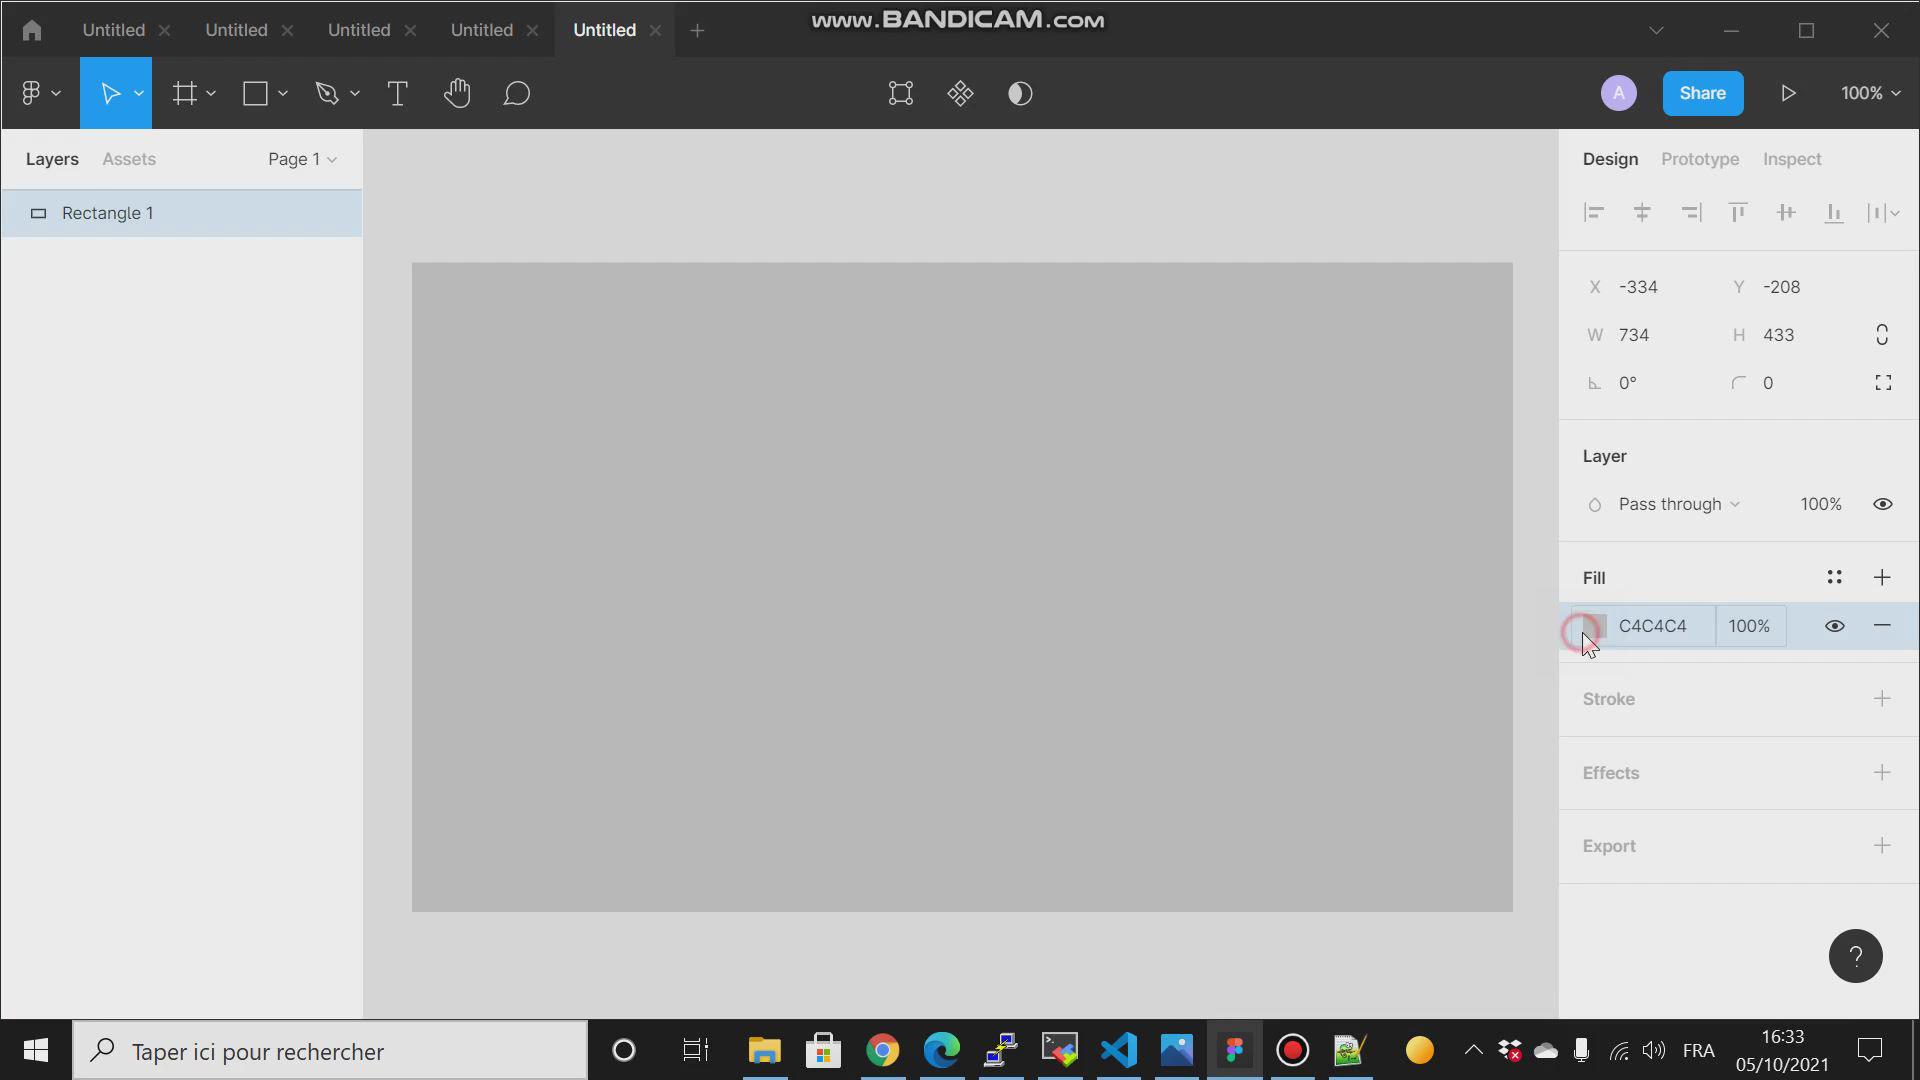 Untitled Untitled Untitled Untitled Untitled www.BANDICAM.com
A Share 100%
Layers Assets Page 1 Design Prototype Inspect
Rectangle 1
X -334 Y -208
W 734 H 433
0° 0
Layer
Pass through 100%
Fill
C4C4C4 100%
Stroke
Effects
Export
?
Taper ici pour rechercher FRA 16:33
05/10/2021